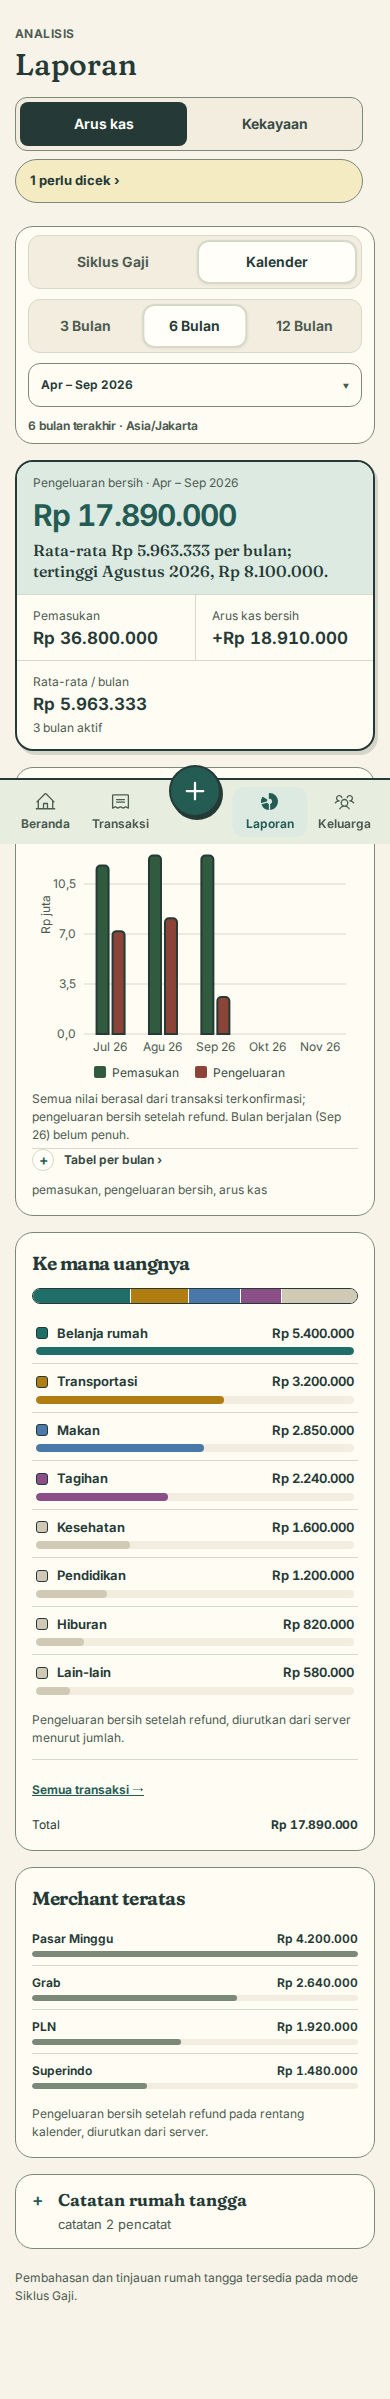 ANALISIS
Laporan
Arus kas
Kekayaan
1 perlu dicek ›
Siklus Gaji
Kalender
3 Bulan
6 Bulan
12 Bulan
Apr – Sep 2026
6 bulan terakhir · Asia/Jakarta
Pengeluaran bersih · Apr – Sep 2026
Rp 17.890.000
Rata-rata Rp 5.963.333 per bulan;
tertinggi Agustus 2026, Rp 8.100.000.
Pemasukan
Rp 36.800.000
Arus kas bersih
+Rp 18.910.000
Rata-rata / bulan
Rp 5.963.333
3 bulan aktif
Beranda
Transaksi
+
Laporan
Keluarga
Rp juta
10,5
7,0
3,5
0,0
Jul 26
Agu 26
Sep 26
Okt 26
Nov 26
Pemasukan
Pengeluaran
Semua nilai berasal dari transaksi terkonfirmasi;
pengeluaran bersih setelah refund. Bulan berjalan (Sep
26) belum penuh.
+ Tabel per bulan ›
pemasukan, pengeluaran bersih, arus kas
Ke mana uangnya
Belanja rumah Rp 5.400.000
Transportasi Rp 3.200.000
Makan Rp 2.850.000
Tagihan Rp 2.240.000
Kesehatan Rp 1.600.000
Pendidikan Rp 1.200.000
Hiburan Rp 820.000
Lain-lain Rp 580.000
Pengeluaran bersih setelah refund, diurutkan dari server
menurut jumlah.
Semua transaksi →
Total Rp 17.890.000
Merchant teratas
Pasar Minggu Rp 4.200.000
Grab Rp 2.640.000
PLN Rp 1.920.000
Superindo Rp 1.480.000
Pengeluaran bersih setelah refund pada rentang
kalender, diurutkan dari server.
+ Catatan rumah tangga
catatan 2 pencatat
Pembahasan dan tinjauan rumah tangga tersedia pada mode
Siklus Gaji.